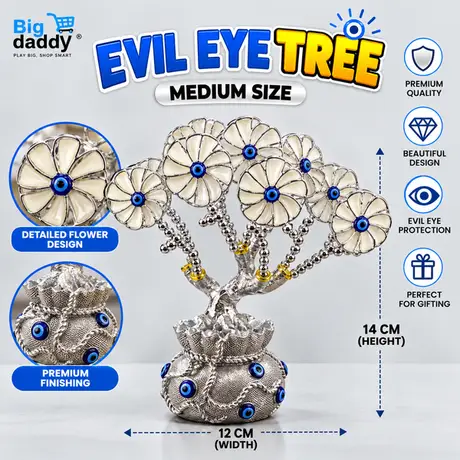 Big
daddy®
PLAY BIG, SHOP SMART
EVIL EYE TREE
MEDIUM SIZE
PREMIUM
QUALITY
BEAUTIFUL
DESIGN
EVIL EYE
PROTECTION
PERFECT
FOR GIFTING
DETAILED FLOWER
DESIGN
PREMIUM
FINISHING
14 CM
(HEIGHT)
12 CM
(WIDTH)